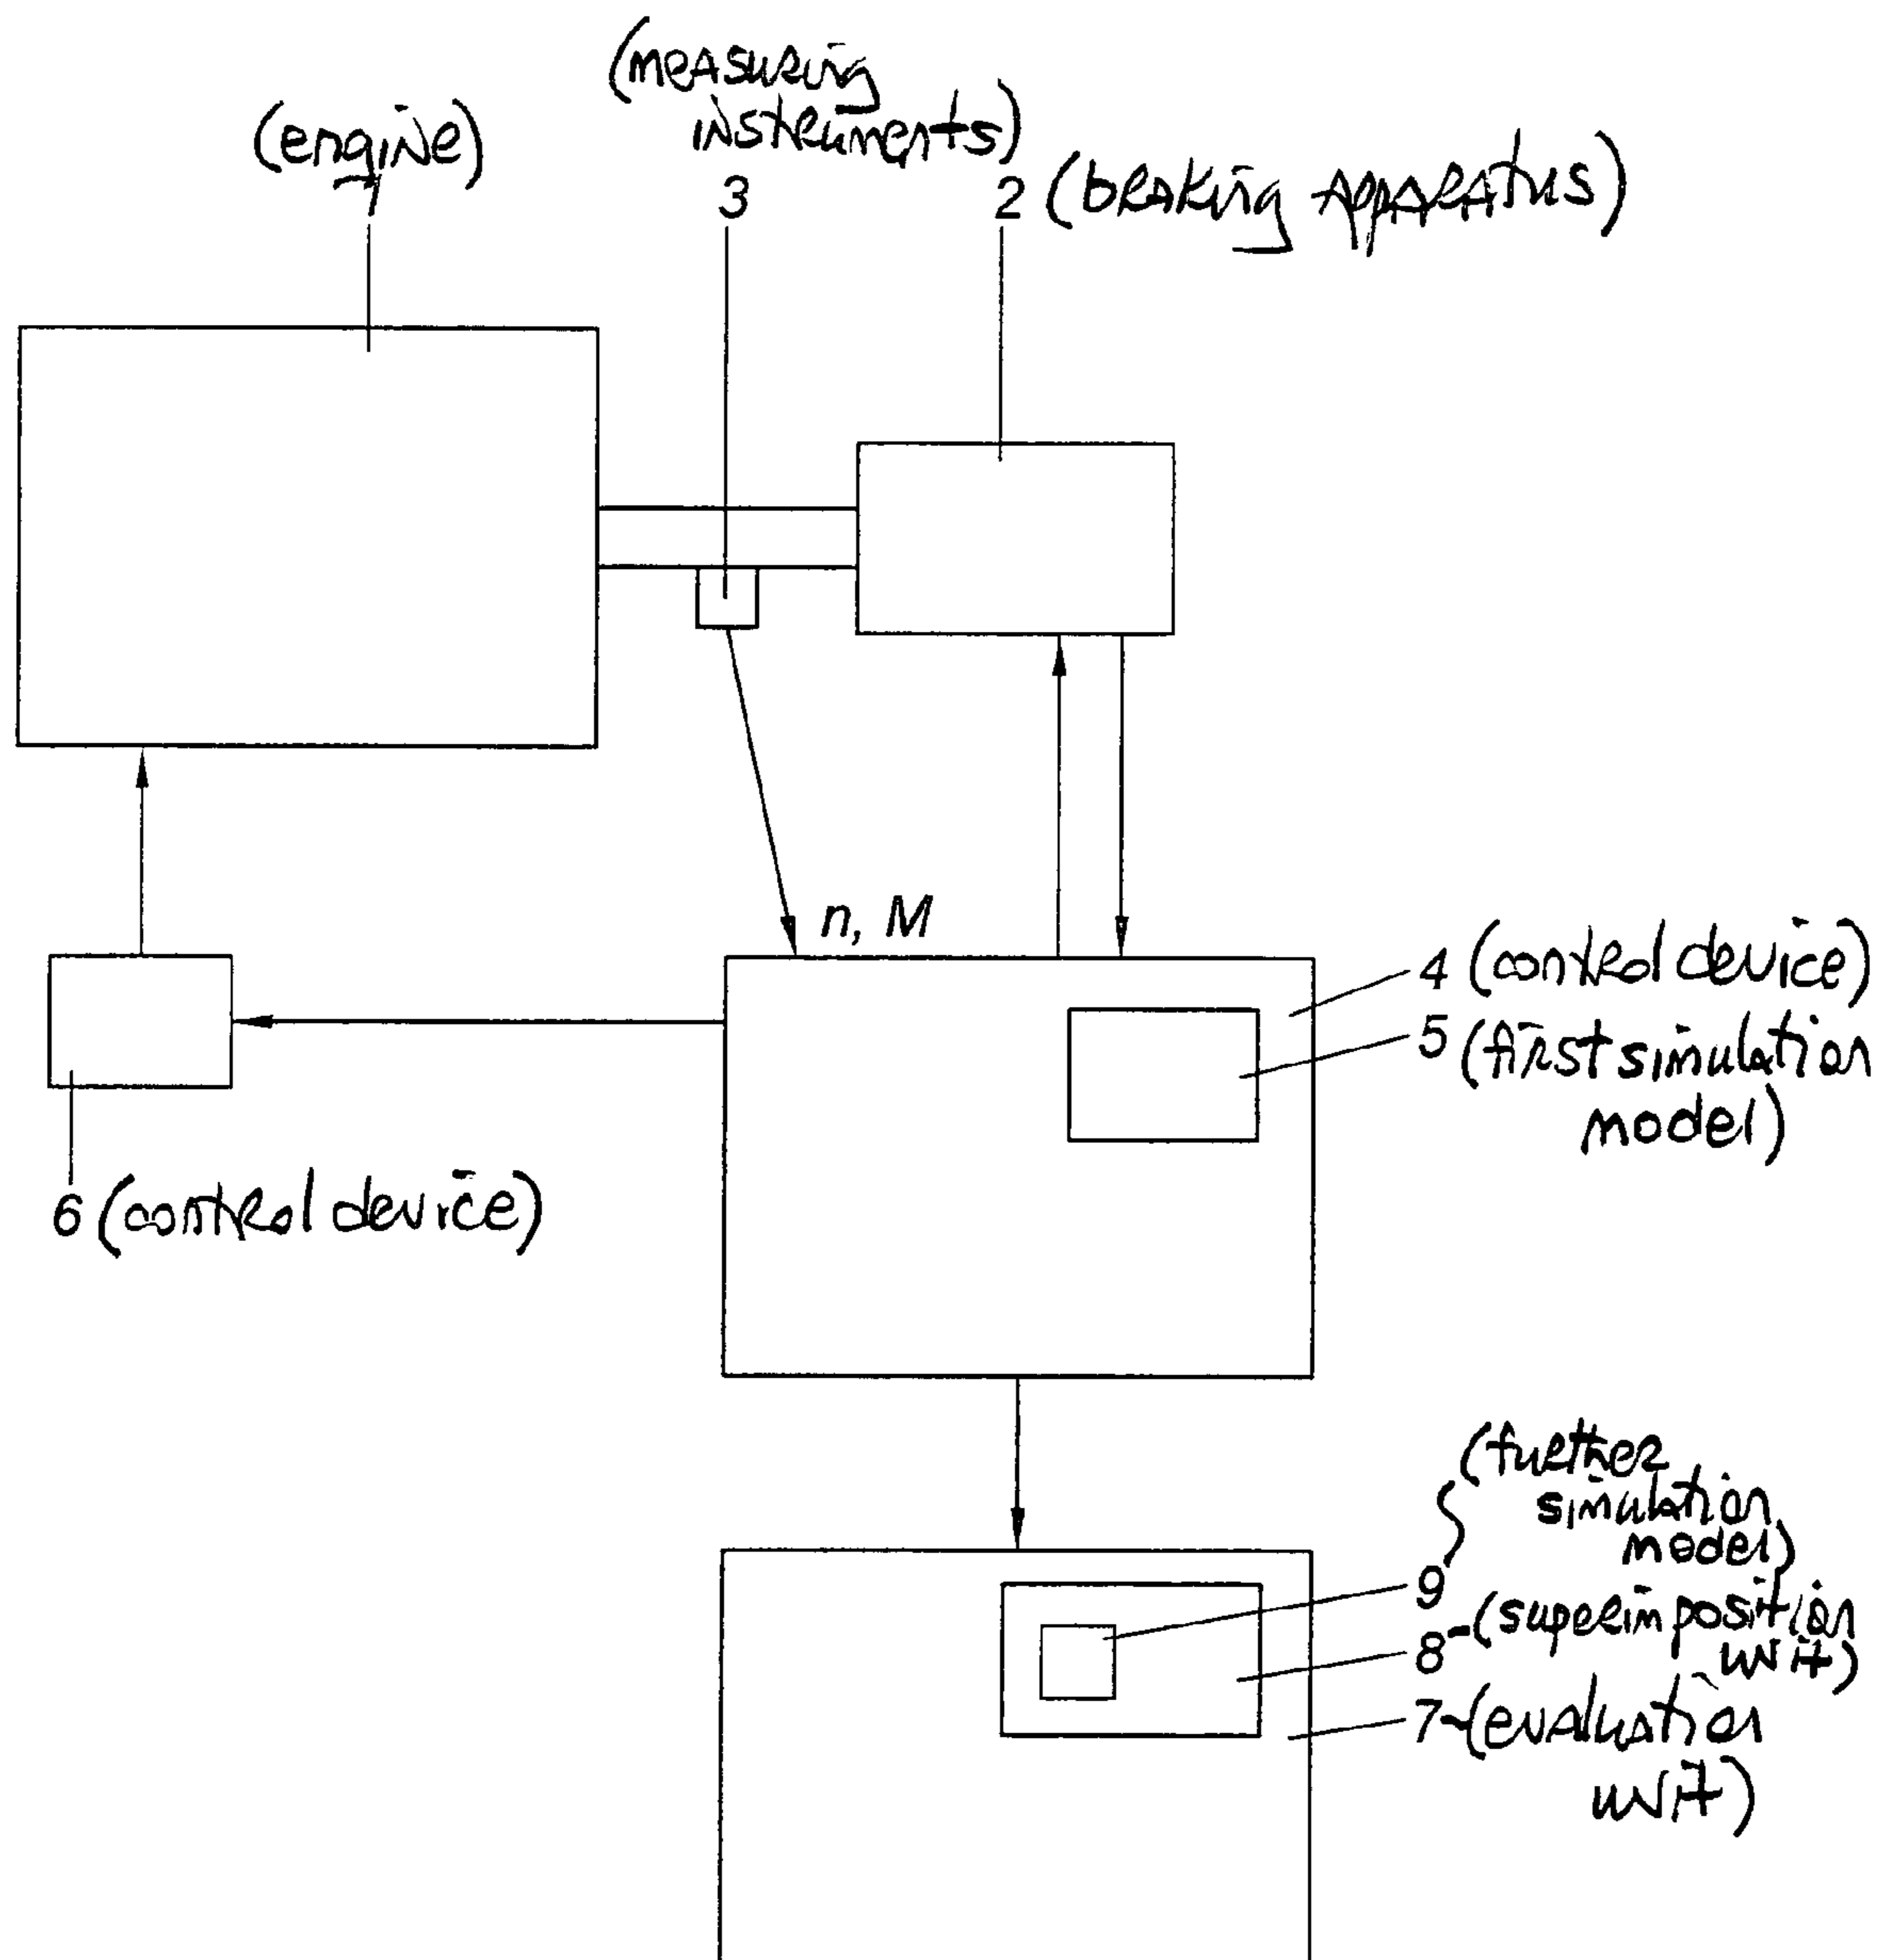 (measuring
instruments)
(engine)
1
3
2 (braking apparatus)
n, M
4 (control device)
5 (first simulation
model)
6 (control device)
(further
simulation
model)
9
8-(superimposition
unit)
7-(evaluation
unit)